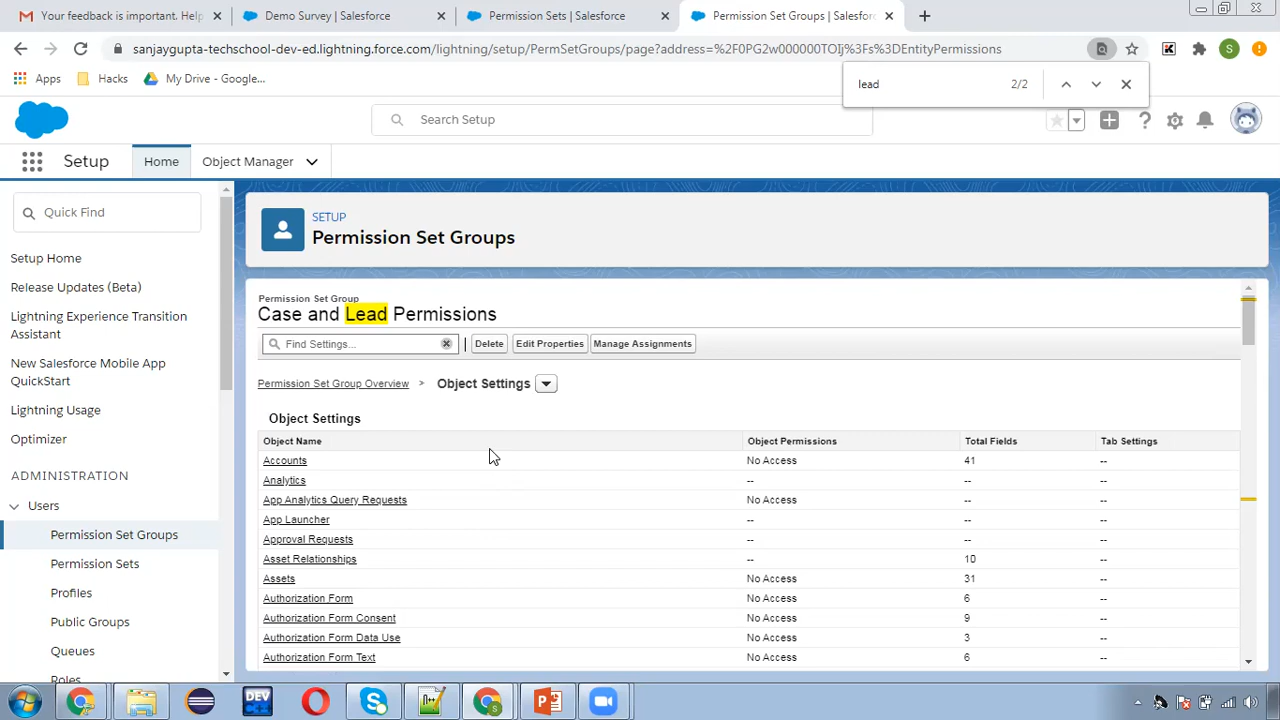 Your feedback is important. Help
Demo Survey | Salesforce
Permission Sets | Salesforce
Permission Set Groups | Salesfor
sanjaygupta-techschool-dev-ed.lightning.force.com/lightning/setup/PermSetGroups/page?address=%2F0PG2w000000TOIj%3Fs%3DEntityPermissions
S
Apps
Hacks
My Drive - Google...
lead
2/2
Search Setup
Setup
Home
Object Manager
Quick Find
SETUP
Permission Set Groups
Setup Home
Release Updates (Beta)
Lightning Experience Transition
Assistant
New Salesforce Mobile App
QuickStart
Lightning Usage
Optimizer
ADMINISTRATION
Users
Permission Set Groups
Permission Sets
Profiles
Public Groups
Queues
Roles
Permission Set Group
Case and Lead Permissions
Find Settings...
Delete
Edit Properties
Manage Assignments
Permission Set Group Overview > Object Settings
Object Settings
Object Name Object Permissions Total Fields Tab Settings
Accounts No Access 41 --
Analytics -- -- --
App Analytics Query Requests No Access -- --
App Launcher -- -- --
Approval Requests -- -- --
Asset Relationships -- 10 --
Assets No Access 31 --
Authorization Form No Access 6 --
Authorization Form Consent No Access 9 --
Authorization Form Data Use No Access 3 --
Authorization Form Text No Access 6 --
DEV
C++